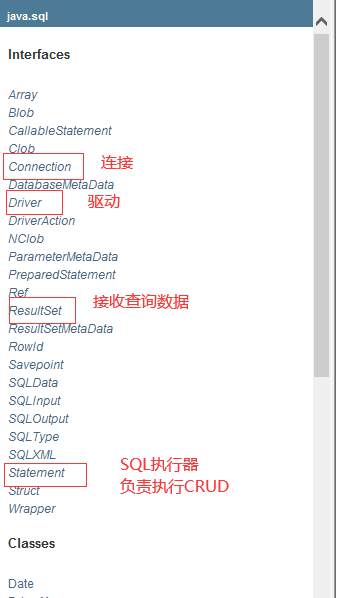 java.sql
Interfaces
Array
Blob
CallableStatement
Clob
Connection 连接
DatabaseMetaData
Driver 驱动
DriverAction
NClob
ParameterMetaData
PreparedStatement
Ref
ResultSet 接收查询数据
ResultSetMetaData
RowId
Savepoint
SQLData
SQLInput
SQLOutput
SQLType
SQLXML
Statement SQL执行器
Struct 负责执行CRUD
Wrapper
Classes
Date